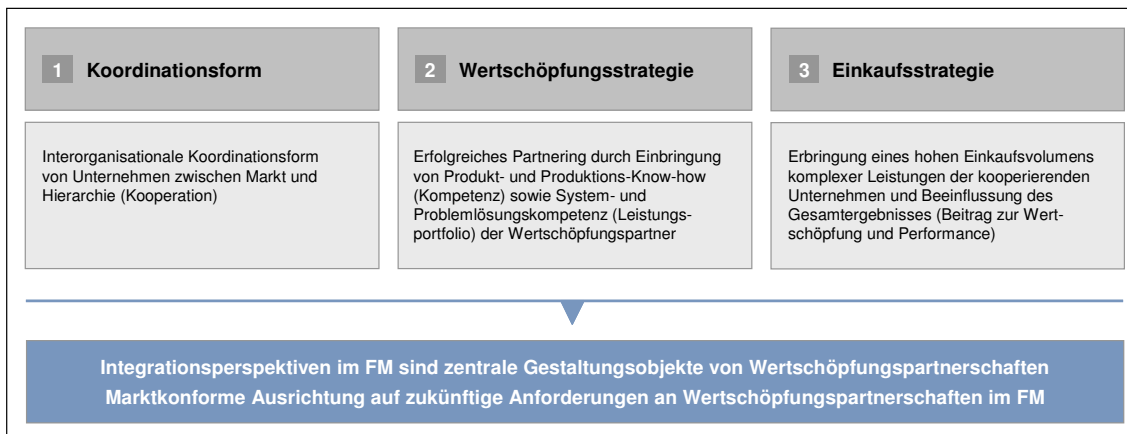 1 Koordinationsform
Interorganisationale Koordinationsform
von Unternehmen zwischen Markt und
Hierarchie (Kooperation)
2 Wertschöpfungsstrategie
Erfolgreiches Partnering durch Einbringung
von Produkt- und Produktions-Know-how
(Kompetenz) sowie System- und
Problemlösungskompetenz (Leistungs-
portfolio) der Wertschöpfungspartner
3 Einkaufsstrategie
Erbringung eines hohen Einkaufsvolumens
komplexer Leistungen der kooperierenden
Unternehmen und Beeinflussung des
Gesamtergebnisses (Beitrag zur Wert-
schöpfung und Performance)
Integrationsperspektiven im FM sind zentrale Gestaltungsobjekte von Wertschöpfungspartnerschaften
Marktkonforme Ausrichtung auf zukünftige Anforderungen an Wertschöpfungspartnerschaften im FM